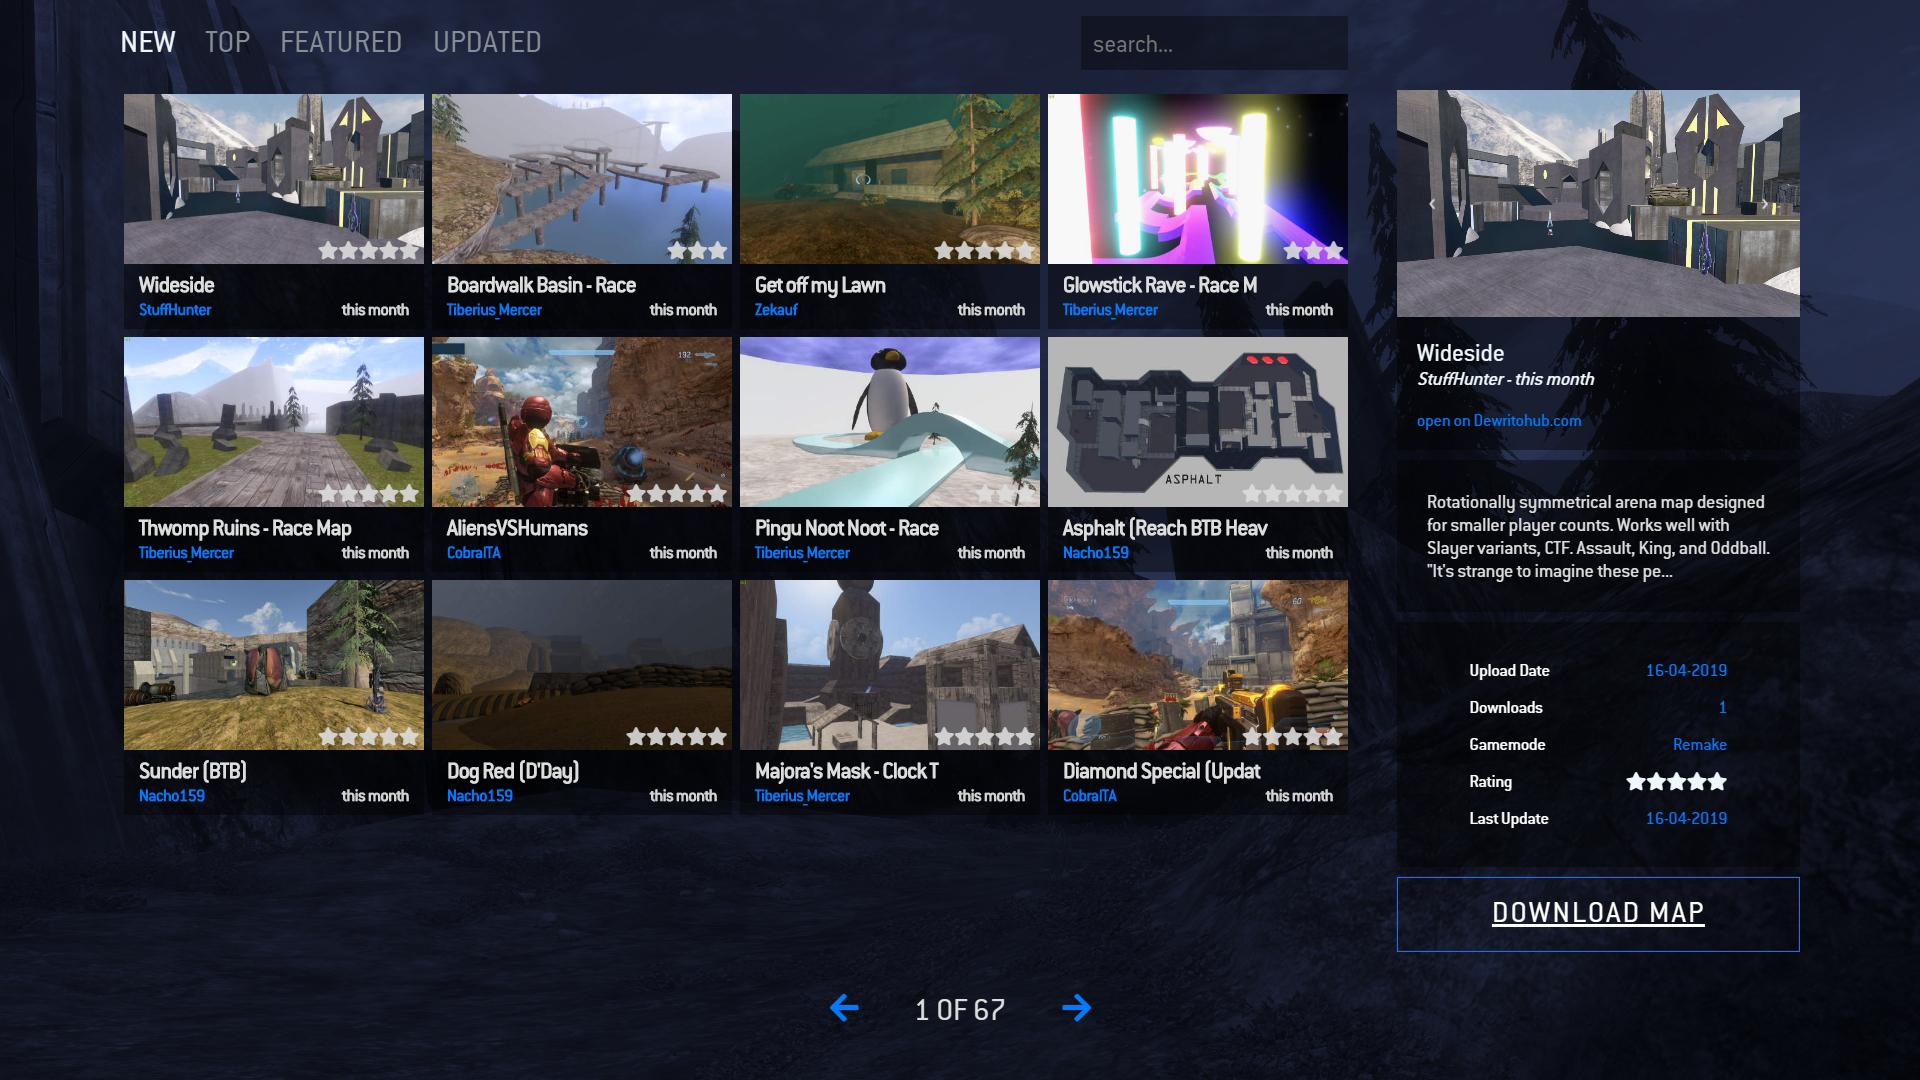 NEW TOP FEATURED UPDATED
search...
Wideside
StuffHunter this month
Boardwalk Basin - Race
Tiberius_Mercer this month
Get off my Lawn
Zekauf this month
Glowstick Rave - Race M
Tiberius_Mercer this month
Thwomp Ruins - Race Map
Tiberius_Mercer this month
192
AliensVSHumans
CobraITA this month
Pingu Noot Noot - Race
Tiberius_Mercer this month
ASPHALT
Asphalt (Reach BTB Heav
Nacho159 this month
Sunder (BTB)
Nacho159 this month
Dog Red (D'Day)
Nacho159 this month
Majora's Mask - Clock T
Tiberius_Mercer this month
60
Diamond Special (Updat
CobraITA this month
Wideside
StuffHunter - this month
open on Dewritohub.com
Rotationally symmetrical arena map designed
for smaller player counts. Works well with
Slayer variants, CTF. Assault, King, and Oddball.
"It's strange to imagine these pe...
Upload Date 16-04-2019
Downloads 1
Gamemode Remake
Rating
Last Update 16-04-2019
DOWNLOAD MAP
1 OF 67